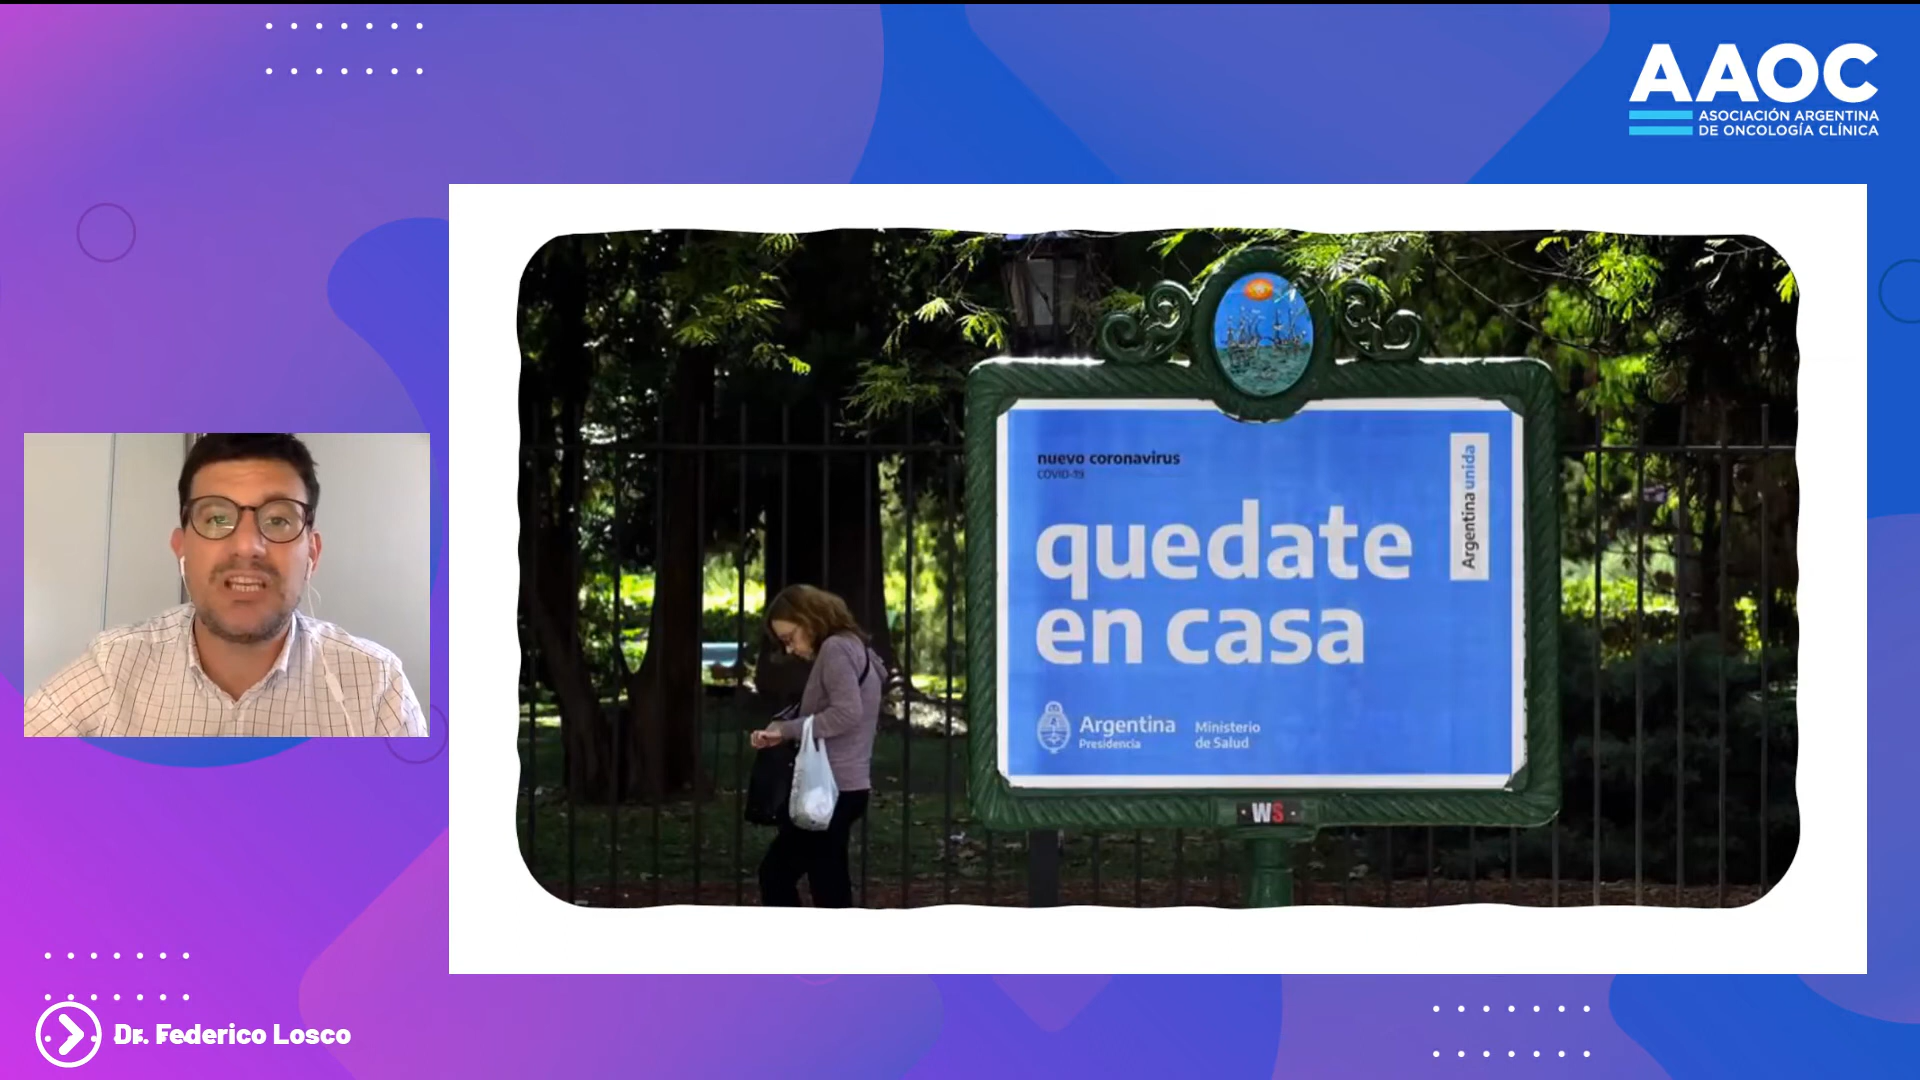 AAOC
ASOCIACIÓN ARGENTINA
DE ONCOLOGÍA CLÍNICA
nuevo coronavirus
COVID-19
Argentina unida
quedate
en casa
Argentina
Presidencia
Ministerio
de Salud
WS
Dr. Federico Losco